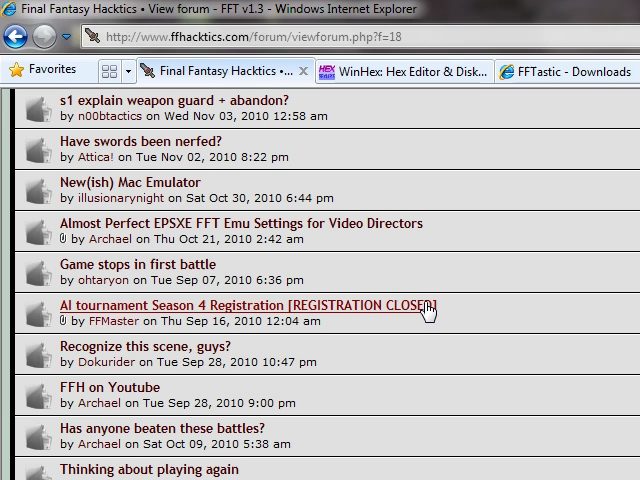 Final Fantasy Hacktics • View forum - FFT v1.3 - Windows Internet Explorer
http://www.ffhacktics.com/forum/viewforum.php?f=18
Favorites
Final Fantasy Hacktics •...
HEX WinHex: Hex Editor & Disk...
FFTastic - Downloads
s1 explain weapon guard + abandon?
by n00btactics on Wed Nov 03, 2010 12:58 am
Have swords been nerfed?
by Attica! on Tue Nov 02, 2010 8:22 pm
New(ish) Mac Emulator
by illusionarynight on Sat Oct 30, 2010 6:44 pm
Almost Perfect EPSXE FFT Emu Settings for Video Directors
by Archael on Thu Oct 21, 2010 2:42 am
Game stops in first battle
by ohtaryon on Tue Sep 07, 2010 6:36 pm
AI tournament Season 4 Registration [REGISTRATION CLOSED]
by FFMaster on Thu Sep 16, 2010 12:04 am
Recognize this scene, guys?
by Dokurider on Tue Sep 28, 2010 10:47 pm
FFH on Youtube
by Archael on Tue Sep 28, 2010 9:00 pm
Has anyone beaten these battles?
by Archael on Sat Oct 09, 2010 5:38 am
Thinking about playing again